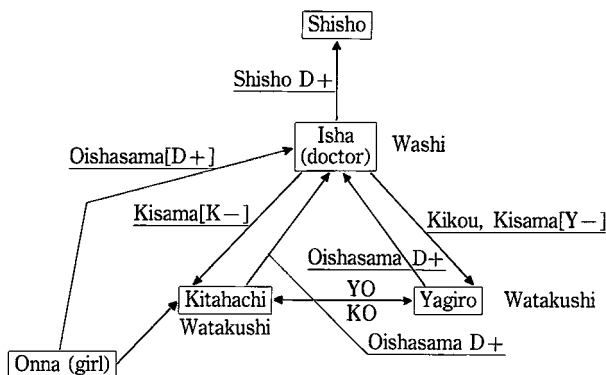 Shisho
Shisho D+
Isha
(doctor)
Washi
Oishasama[D+]
Kisama[K−]
Kikou, Kisama[Y−]
Oishasama D+
Kitahachi
YO
KO
Yagiro
Watakushi
Watakushi
Oishasama D+
Onna (girl)